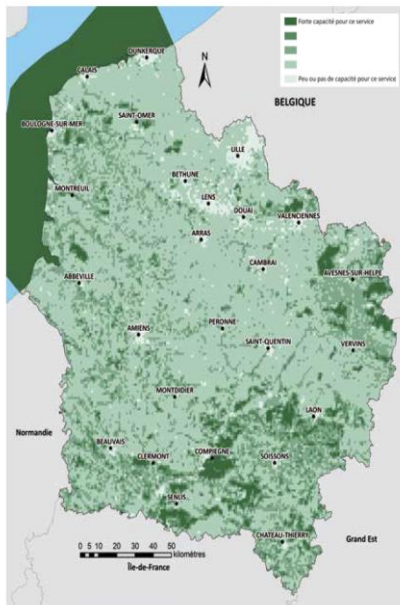 Forte capacité pour ce service
Peu ou pas de capacité pour ce service
N
DUNKERQUE
CALAIS
BELGIQUE
SAINT-OMER
BOULOGNE-SUR-MER
LILLE
BETHUNE
MONTREUIL
LENS
DOUAI
VALENCIENNES
ARRAS
CAMBRAI
AVESNES-SUR-HELPE
ABBEVILLE
PERONNE
AMIENS
SAINT-QUENTIN
VERVINS
MONTDIDIER
LAON
Normandie
BEAUVAIS
CLERMONT
COMPIEGNE
SOISSONS
SENLIS
CHATEAU-THIERRY
Grand Est
0 5 10 20 30 40 50
kilomètres
Île-de-France